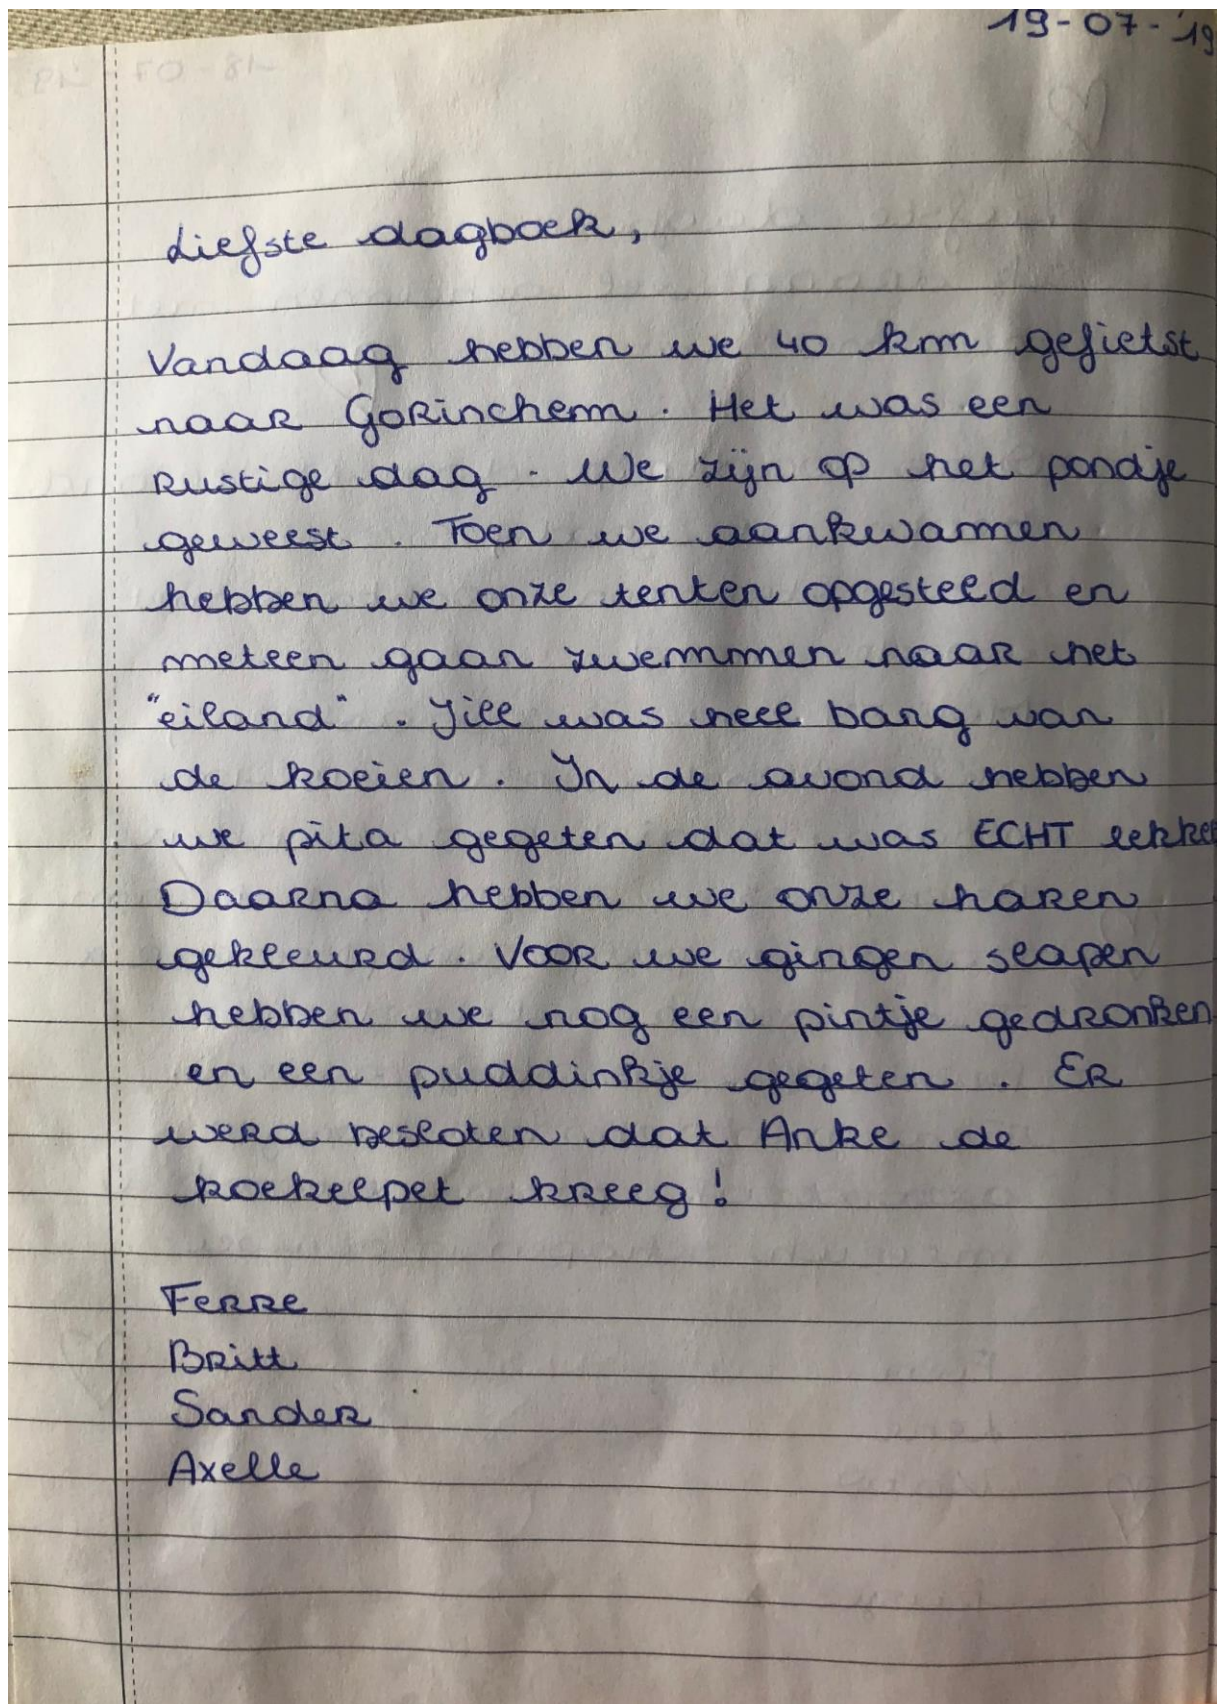 19-07-'19
Liefste dagboek,
Vandaag hebben we 40 km gefietst
naar Gorinchem. Het was een
rustige dag. We zijn op het pondje
geweest. Toen we aankwamen
hebben we onze tenten opgesteld en
meteen gaan zwemmen naar het
"eiland". Jill was heel bang van
de koeien. In de avond hebben
we pita gegeten dat was ECHT lekker
Daarna hebben we onze haren
gekleurd. Voor we gingen slapen
hebben we nog een pintje gedronken
en een puddinkje gegeten. Er
werd besloten dat Anke de
koekelpet kreeg!
Ferre
Britt
Sander
Axelle